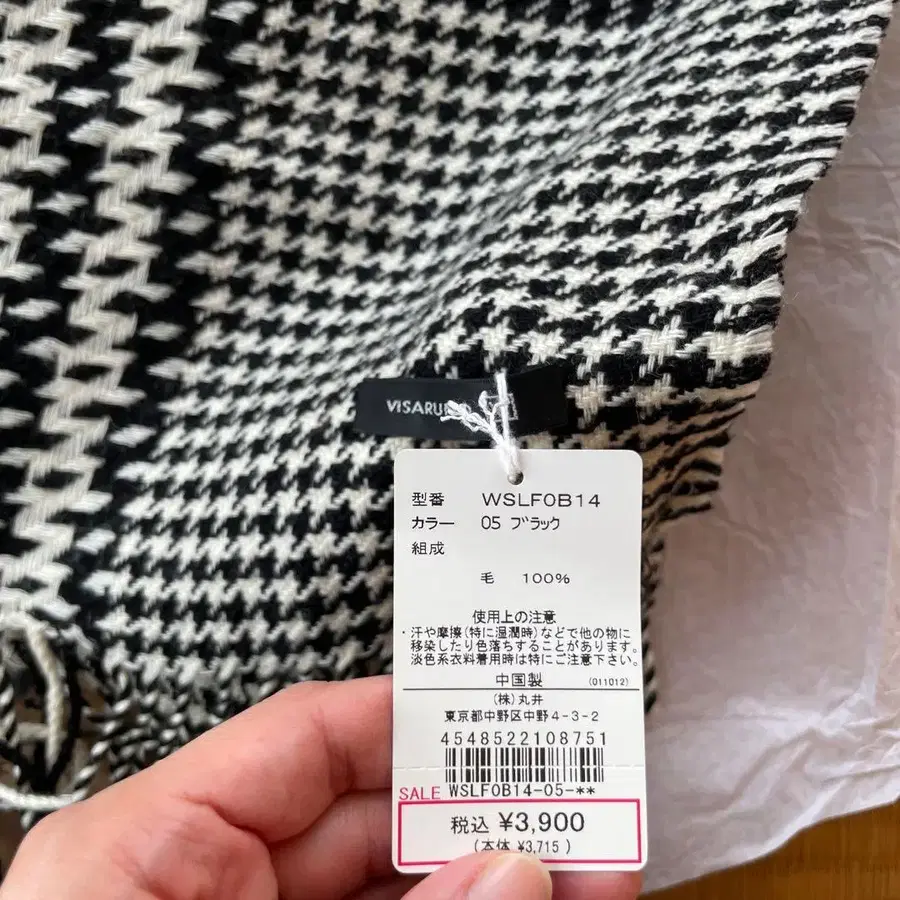 型番 WSLF0B14
カラー 05 ブラック
組成
毛 100%
使用上の注意
・汗や摩擦(特に湿潤時)などで他の物に
移染したり色落ちすることがあります。
淡色系衣料着用時は特にご注意下さい。
中国製 (011012)
(株)丸井
東京都中野区中野4-3-2
4548522108751
SALE WSLF0B14-05-**
税込 ¥3,900
(本体 ¥3,715 )